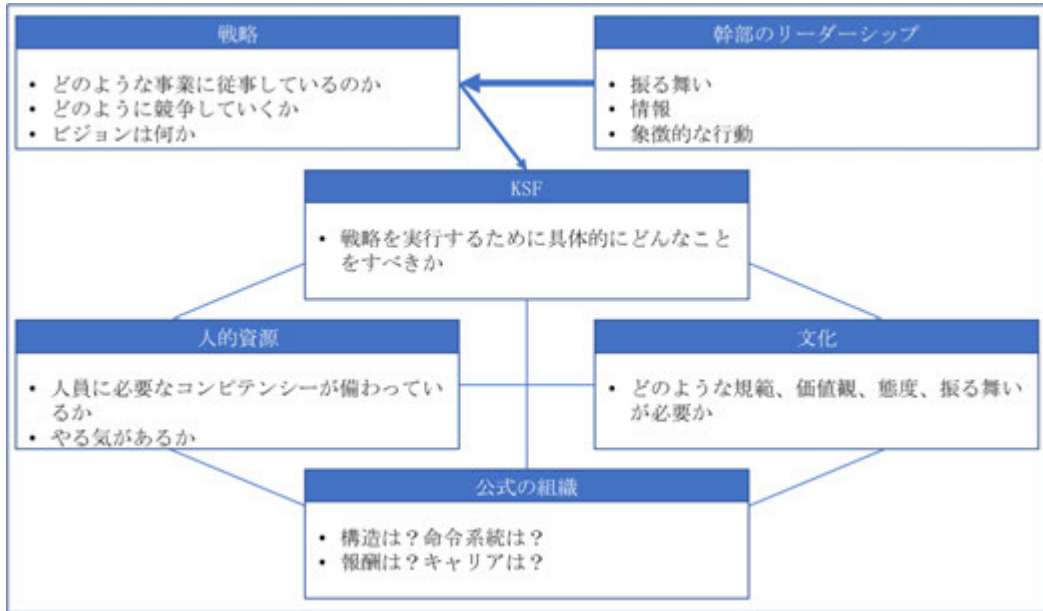 戦略
• どのような事業に従事しているのか
• どのように競争していくか
• ビジョンは何か
幹部のリーダーシップ
• 振る舞い
• 情報
• 象徴的な行動
KSF
• 戦略を実行するために具体的にどんなこと
をすべきか
人的資源
• 人員に必要なコンピテンシーが備わってい
るか
• やる気があるか
文化
• どのような規範、価値観、態度、振る舞い
が必要か
公式の組織
• 構造は？命令系統は？
• 報酬は？キャリアは？